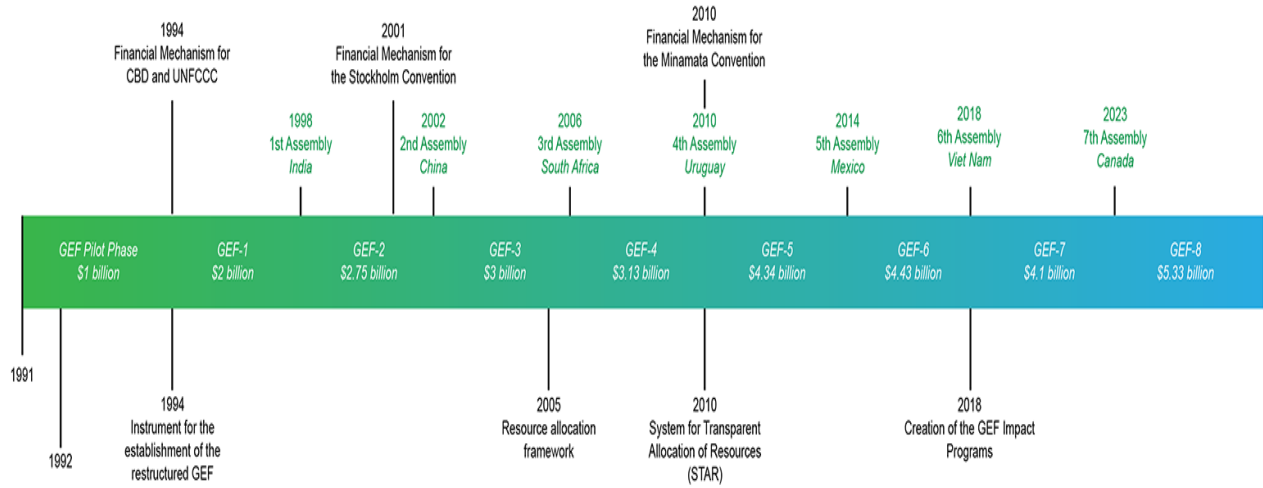 1994
Financial Mechanism for
CBD and UNFCCC
2001
Financial Mechanism for
the Stockholm Convention
2010
Financial Mechanism for
the Minamata Convention
1998
1st Assembly
India
2002
2nd Assembly
China
2006
3rd Assembly
South Africa
2010
4th Assembly
Uruguay
2014
5th Assembly
Mexico
2018
6th Assembly
Viet Nam
2023
7th Assembly
Canada
GEF Pilot Phase
$1 billion
GEF-1
$2 billion
GEF-2
$2.75 billion
GEF-3
$3 billion
GEF-4
$3.13 billion
GEF-5
$4.34 billion
GEF-6
$4.43 billion
GEF-7
$4.1 billion
GEF-8
$5.33 billion
1991
1992
1994
Instrument for the
establishment of the
restructured GEF
2005
Resource allocation
framework
2010
System for Transparent
Allocation of Resources
(STAR)
2018
Creation of the GEF Impact
Programs